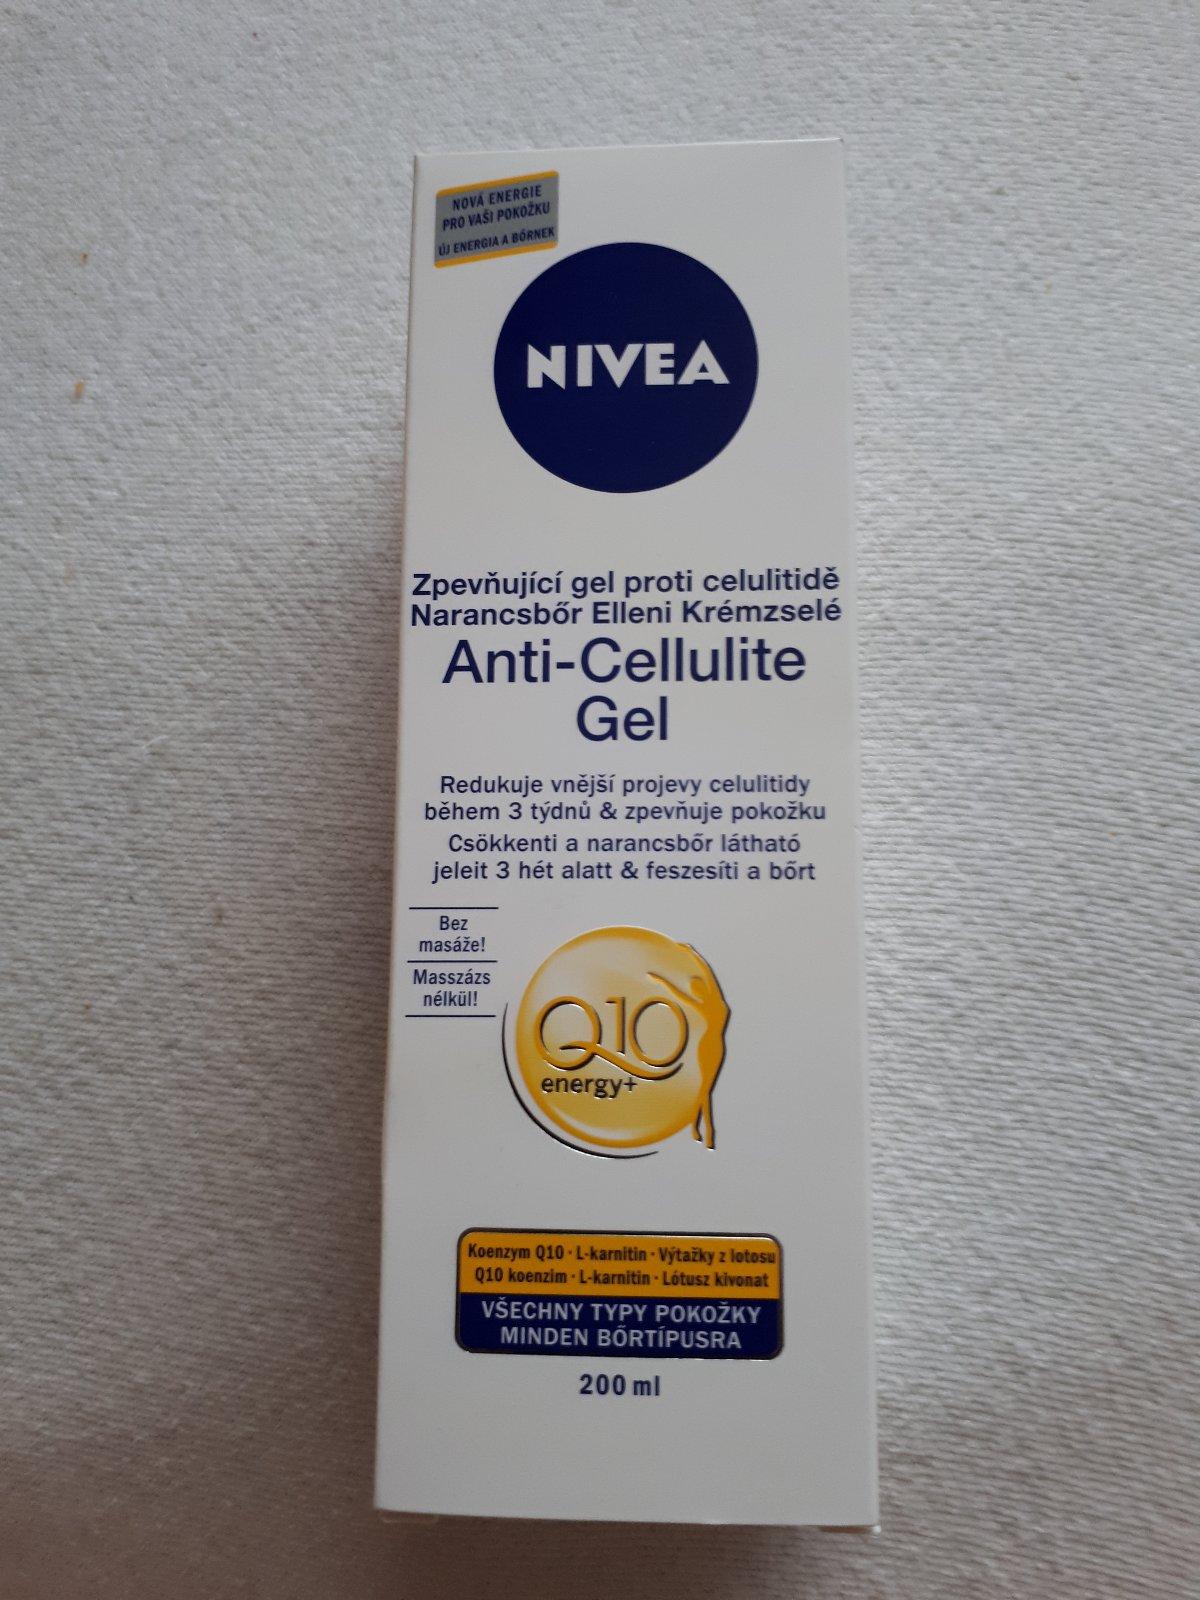 NOVÁ ENERGIE
PRO VAŠI POKOŽKU
ÚJ ENERGIA A BŐRNEK
NIVEA
Zpevňující gel proti celulitidě
Narancsbőr Elleni Krémzselé
Anti-Cellulite
Gel
Redukuje vnější projevy celulitidy
během 3 týdnů & zpevňuje pokožku
Csökkenti a narancsbőr látható
jeleit 3 hét alatt & feszesíti a bőrt
Bez
masáže!
Masszázs
nélkül!
Q10
energy+
Koenzym Q10 · L-karnitin · Výtažky z lotosu
Q10 koenzim · L-karnitin · Lótusz kivonat
VŠECHNY TYPY POKOŽKY
MINDEN BŐRTÍPUSRA
200 ml